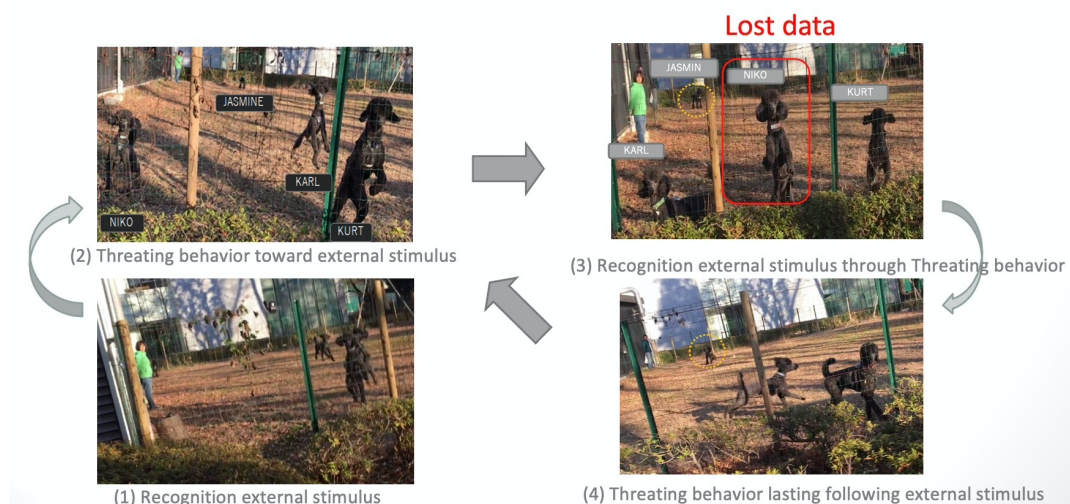 Lost data
JASMINE
KARL
NIKO
KURT
(2) Threating behavior toward external stimulus
JASMIN
NIKO
KURT
KARL
(3) Recognition external stimulus through Threating behavior
(1) Recognition external stimulus
(4) Threating behavior lasting following external stimulus